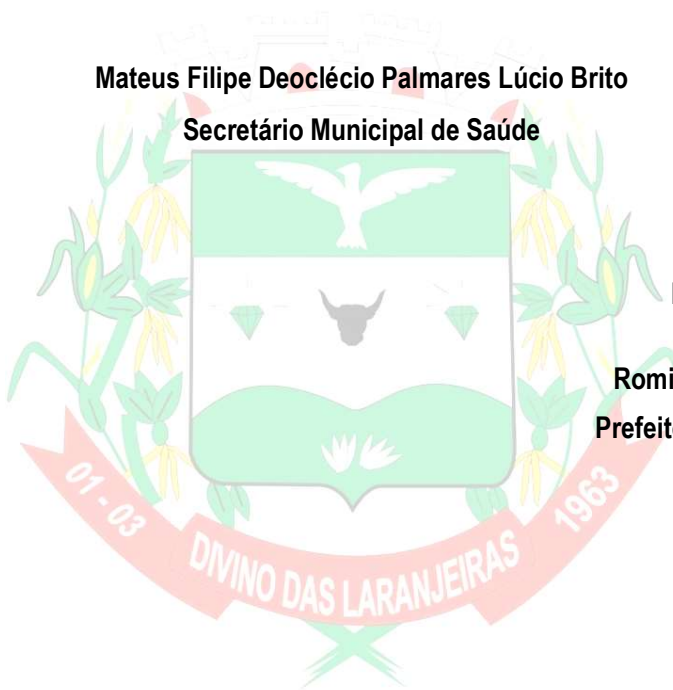 Mateus Filipe Deoclécio Palmares Lúcio Brito
Secretário Municipal de Saúde
01 - 03
1963
DIVINO DAS LARANJEIRAS